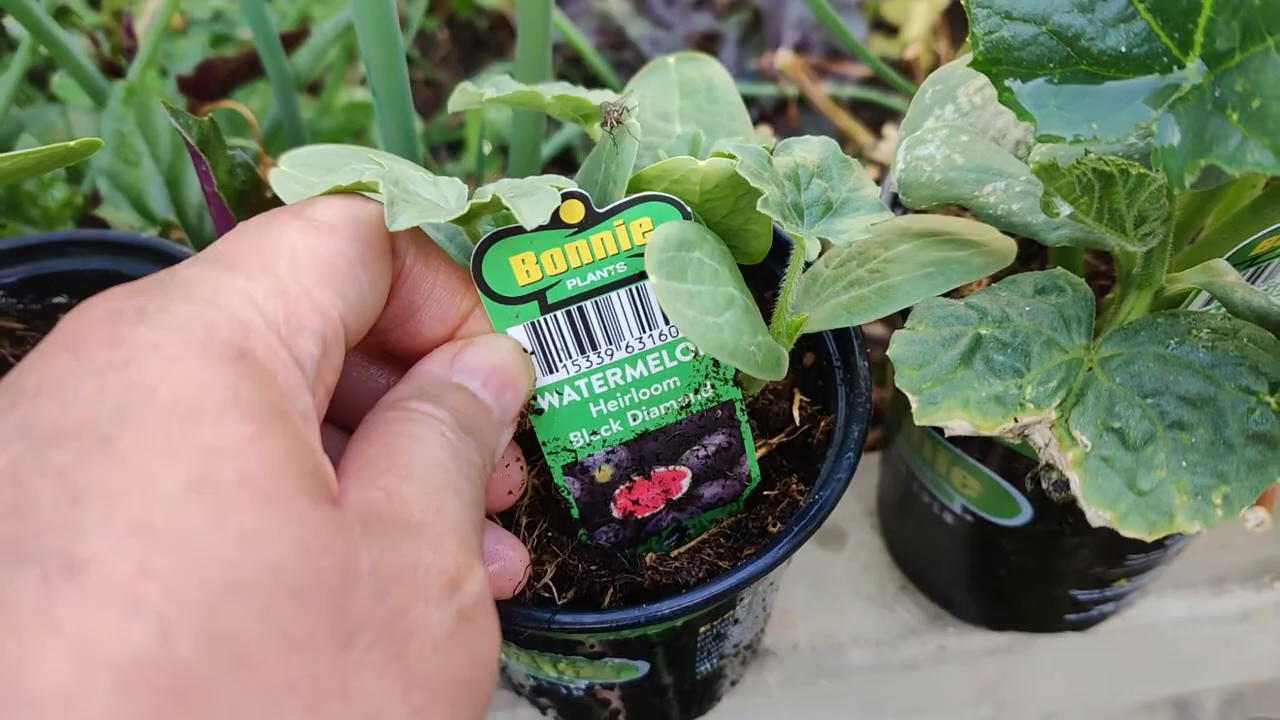 Bonnie
PLANTS
15339 63160
WATERMELO
Heirloom
Black Diamond